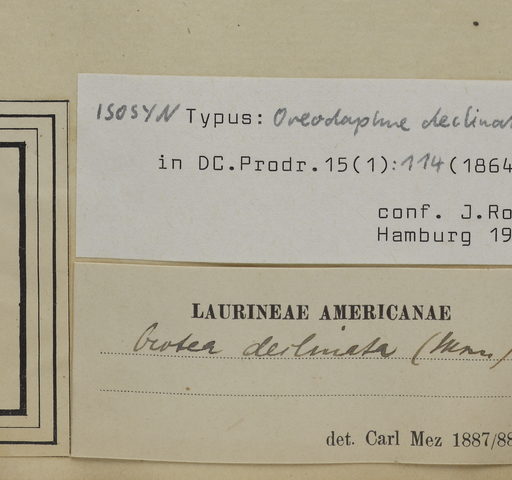 ISOSYN Typus: Oreodaphne declinat
in DC.Prodr.15(1):114(1864
conf. J.Ro
Hamburg 19
LAURINEAE AMERICANAE
Ocotea declinata (
det. Carl Mez 1887/88